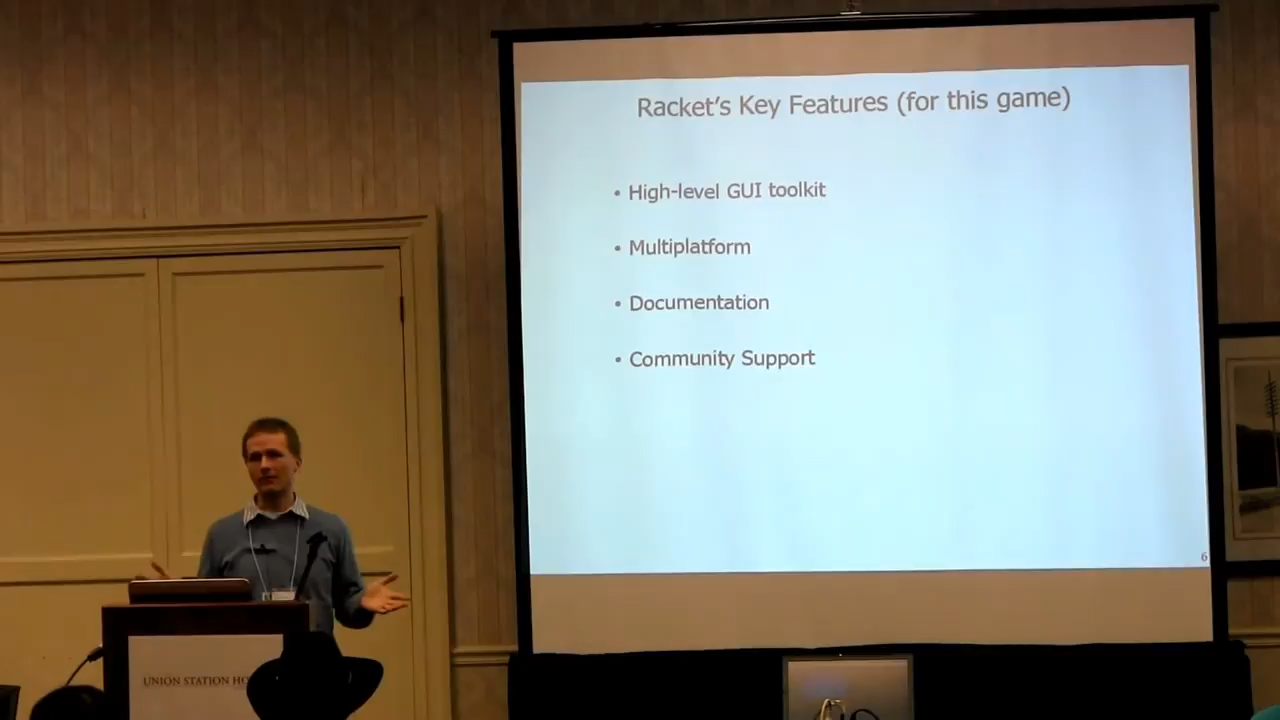 Racket's Key Features (for this game)
• High-level GUI toolkit
• Multiplatform
• Documentation
• Community Support
6
UNION STATION HO